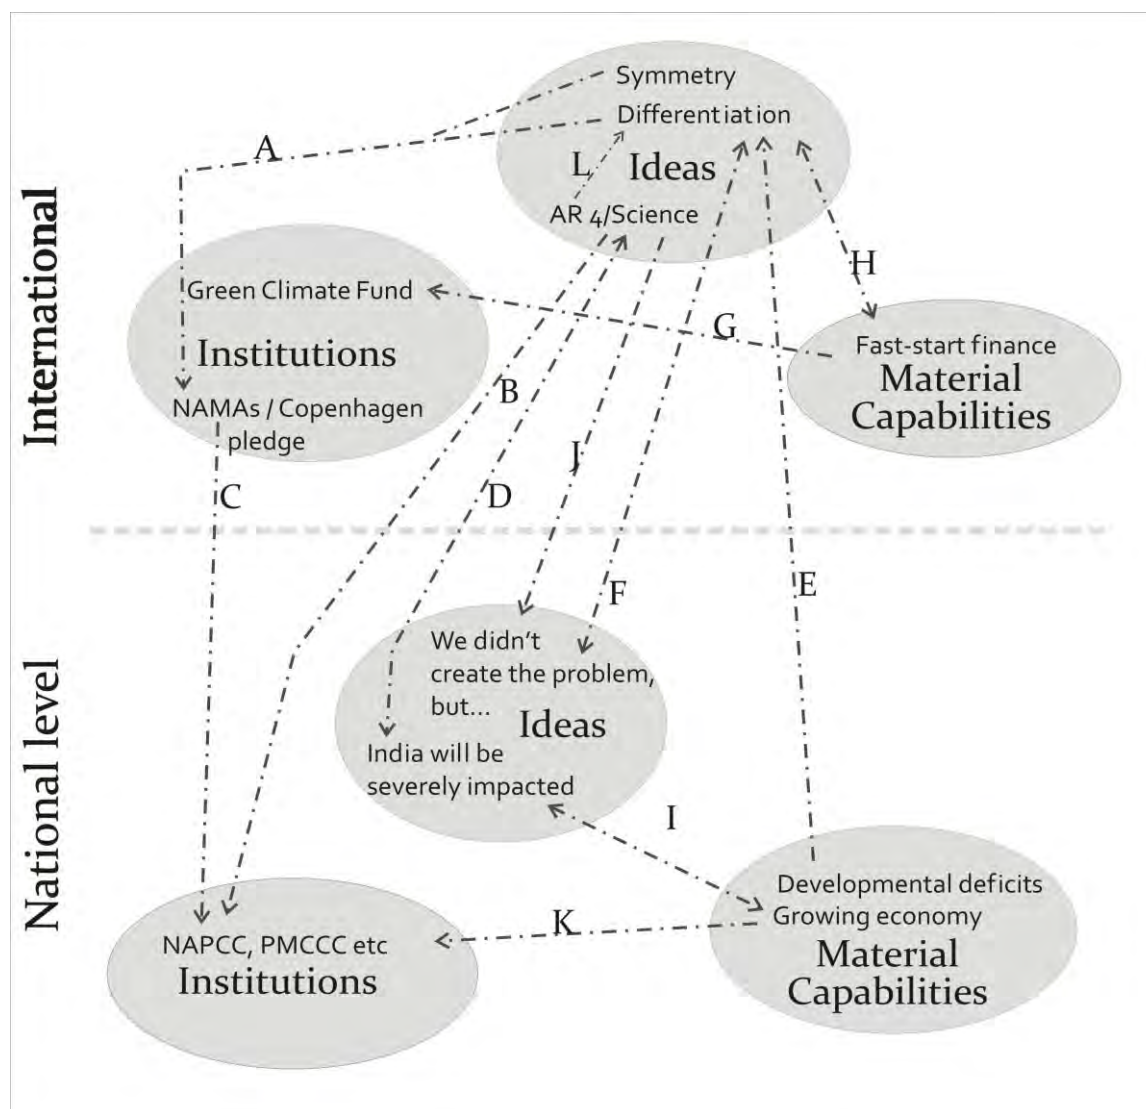 International
Symmetry
Differentiation
A
L
Ideas
AR 4/Science
H
Green Climate Fund
Institutions
NAMAs / Copenhagen
pledge
G
Fast-start finance
Material
Capabilities
B
J
D
C
National level
E
F
We didn't
create the problem,
but...
Ideas
India will be
severely impacted
I
Developmental deficits
Growing economy
Material
Capabilities
K
NAPCC, PMCCC etc
Institutions